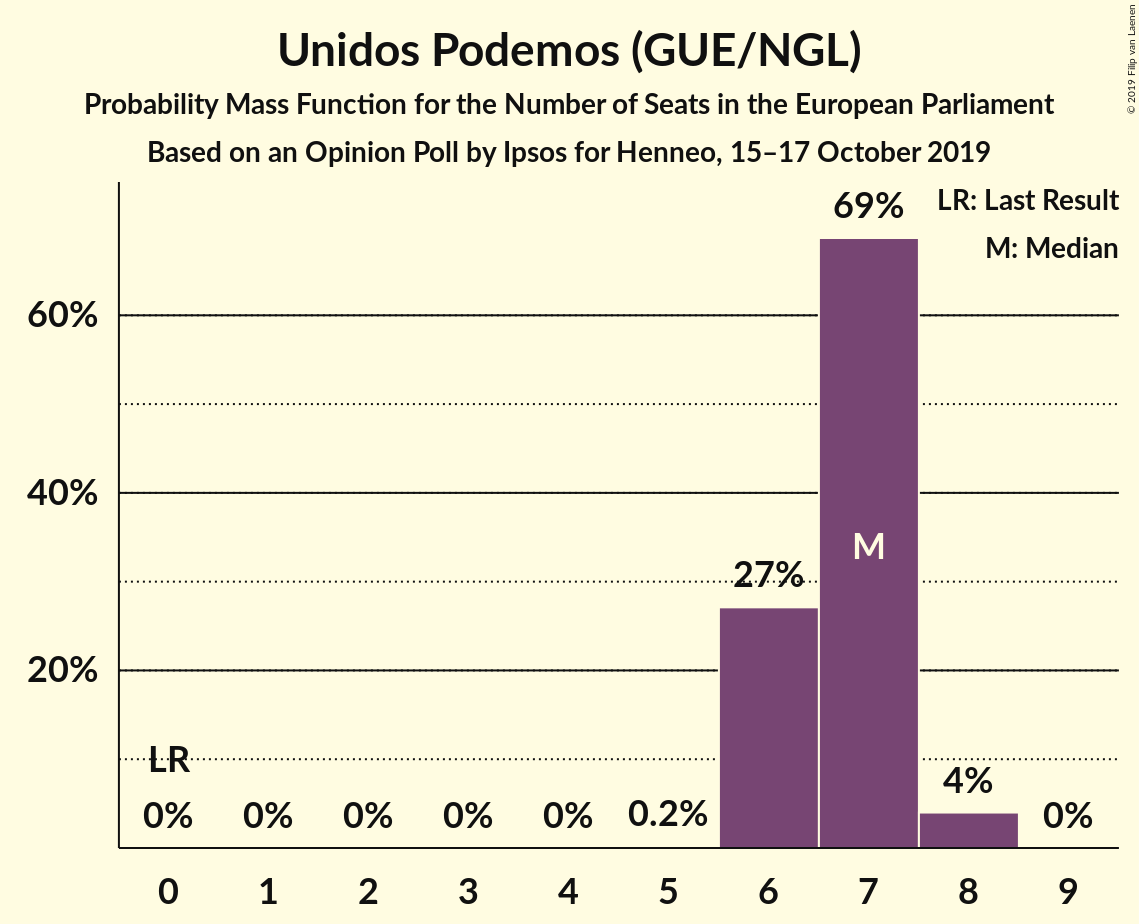 Unidos Podemos (GUE/NGL)
Probability Mass Function for the Number of Seats in the European Parliament
Based on an Opinion Poll by Ipsos for Henneo, 15–17 October 2019
© 2019 Filip van Laenen
LR: Last Result
M: Median
69%
60%
40%
M
27%
20%
LR
4%
0% 0% 0% 0% 0% 0.2% 0%
0 1 2 3 4 5 6 7 8 9